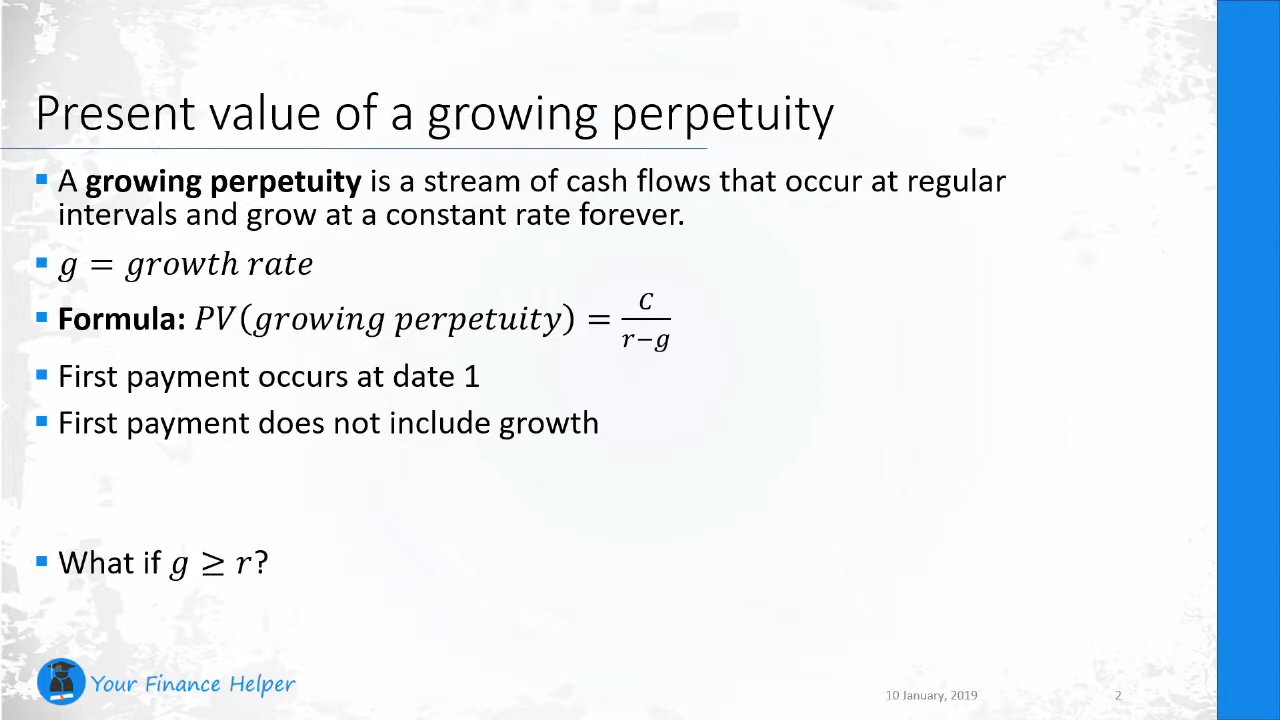 Present value of a growing perpetuity
▪ A growing perpetuity is a stream of cash flows that occur at regular
intervals and grow at a constant rate forever.
▪ g = growth rate
▪ Formula: PV(growing perpetuity) = C/(r−g)
▪ First payment occurs at date 1
▪ First payment does not include growth
▪ What if g ≥ r?
Your Finance Helper
10 January, 2019
2